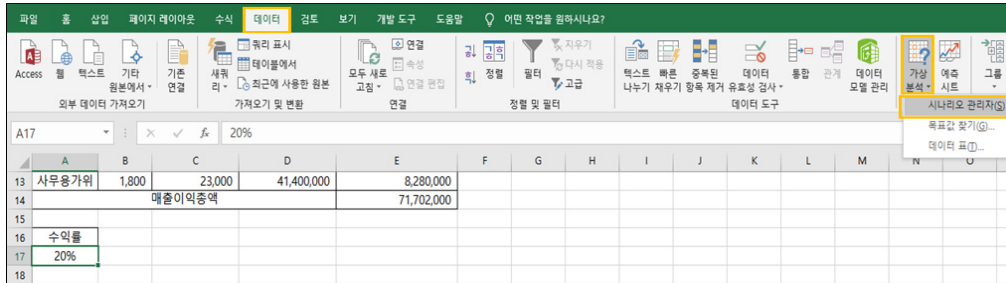 파일 홈 삽입 페이지 레이아웃 수식 데이터 검토 보기 개발 도구 도움말 어떤 작업을 원하시나요?
Access 웹 텍스트 기타 원본에서 기존 연결 새 쿼리 쿼리 표시 테이블에서 최근에 사용한 원본 모두 새로 고침 연결 속성 연결 편집 정렬 필터 지우기 다시 적용 고급 텍스트 나누기 빠른 채우기 중복된 항목 제거 데이터 유효성 검사 통합 관계 데이터 모델 관리 가상 분석 예측 시트 그룹
외부 데이터 가져오기 가져오기 및 변환 연결 정렬 및 필터 데이터 도구
시나리오 관리자(S)
목표값 찾기(G)...
데이터 표(T)...
A17 fx 20%
A B C D E F G H I J K L M N O
13 사무용가위 1,800 23,000 41,400,000 8,280,000
14 매출이익총액 71,702,000
15
16 수익률
17 20%
18